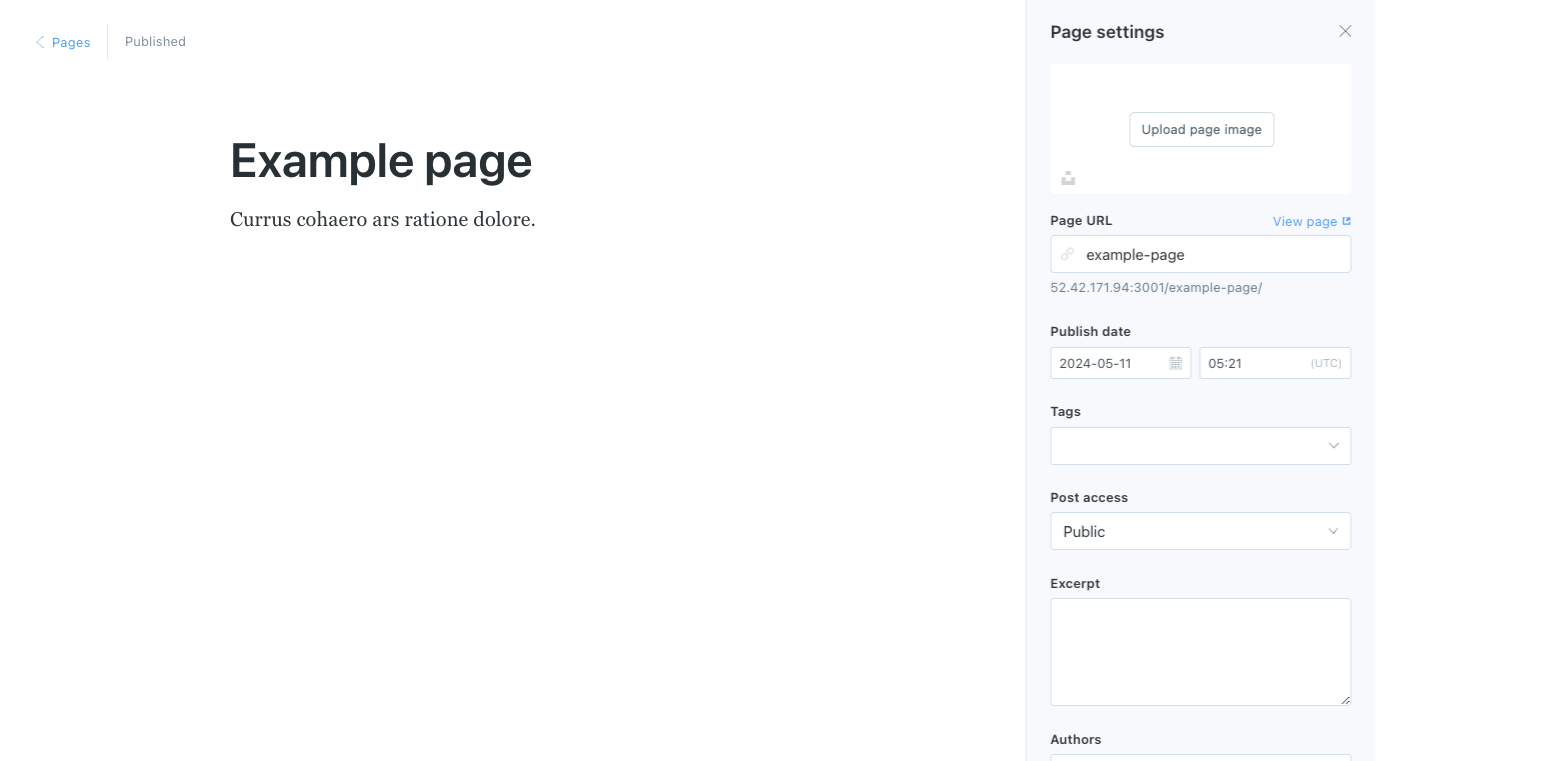 Pages
Published
Example page
Currus cohaero ars ratione dolore.
Page settings
Upload page image
Page URL
View page
example-page
52.42.171.94:3001/example-page/
Publish date
2024-05-11
05:21
(UTC)
Tags
Post access
Public
Excerpt
Authors